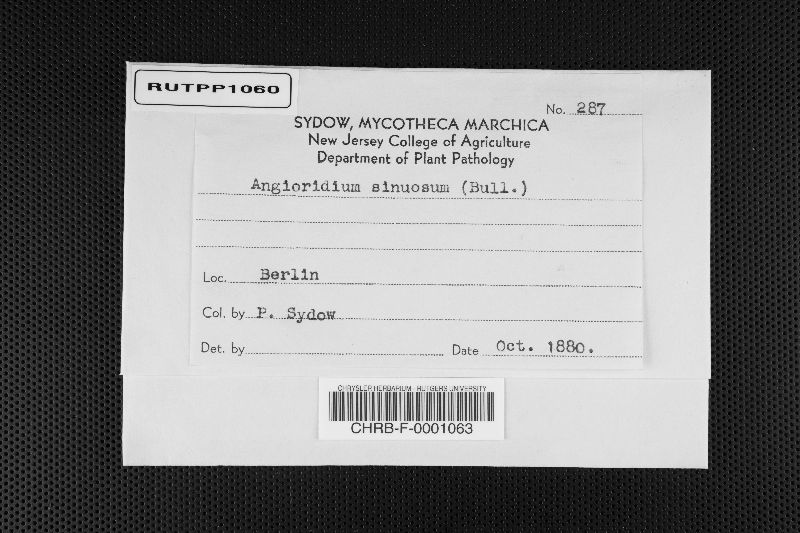 RUTPP1060
No. 287
SYDOW, MYCOTHECA MARCHICA
New Jersey College of Agriculture
Department of Plant Pathology
Angioridium sinuosum (Bull.)
Loc. Berlin
Col. by P. Sydow
Det. by
Date Oct. 1880.
CHRYSLER HERBARIUM - RUTGERS UNIVERSITY
CHRB-F-0001063